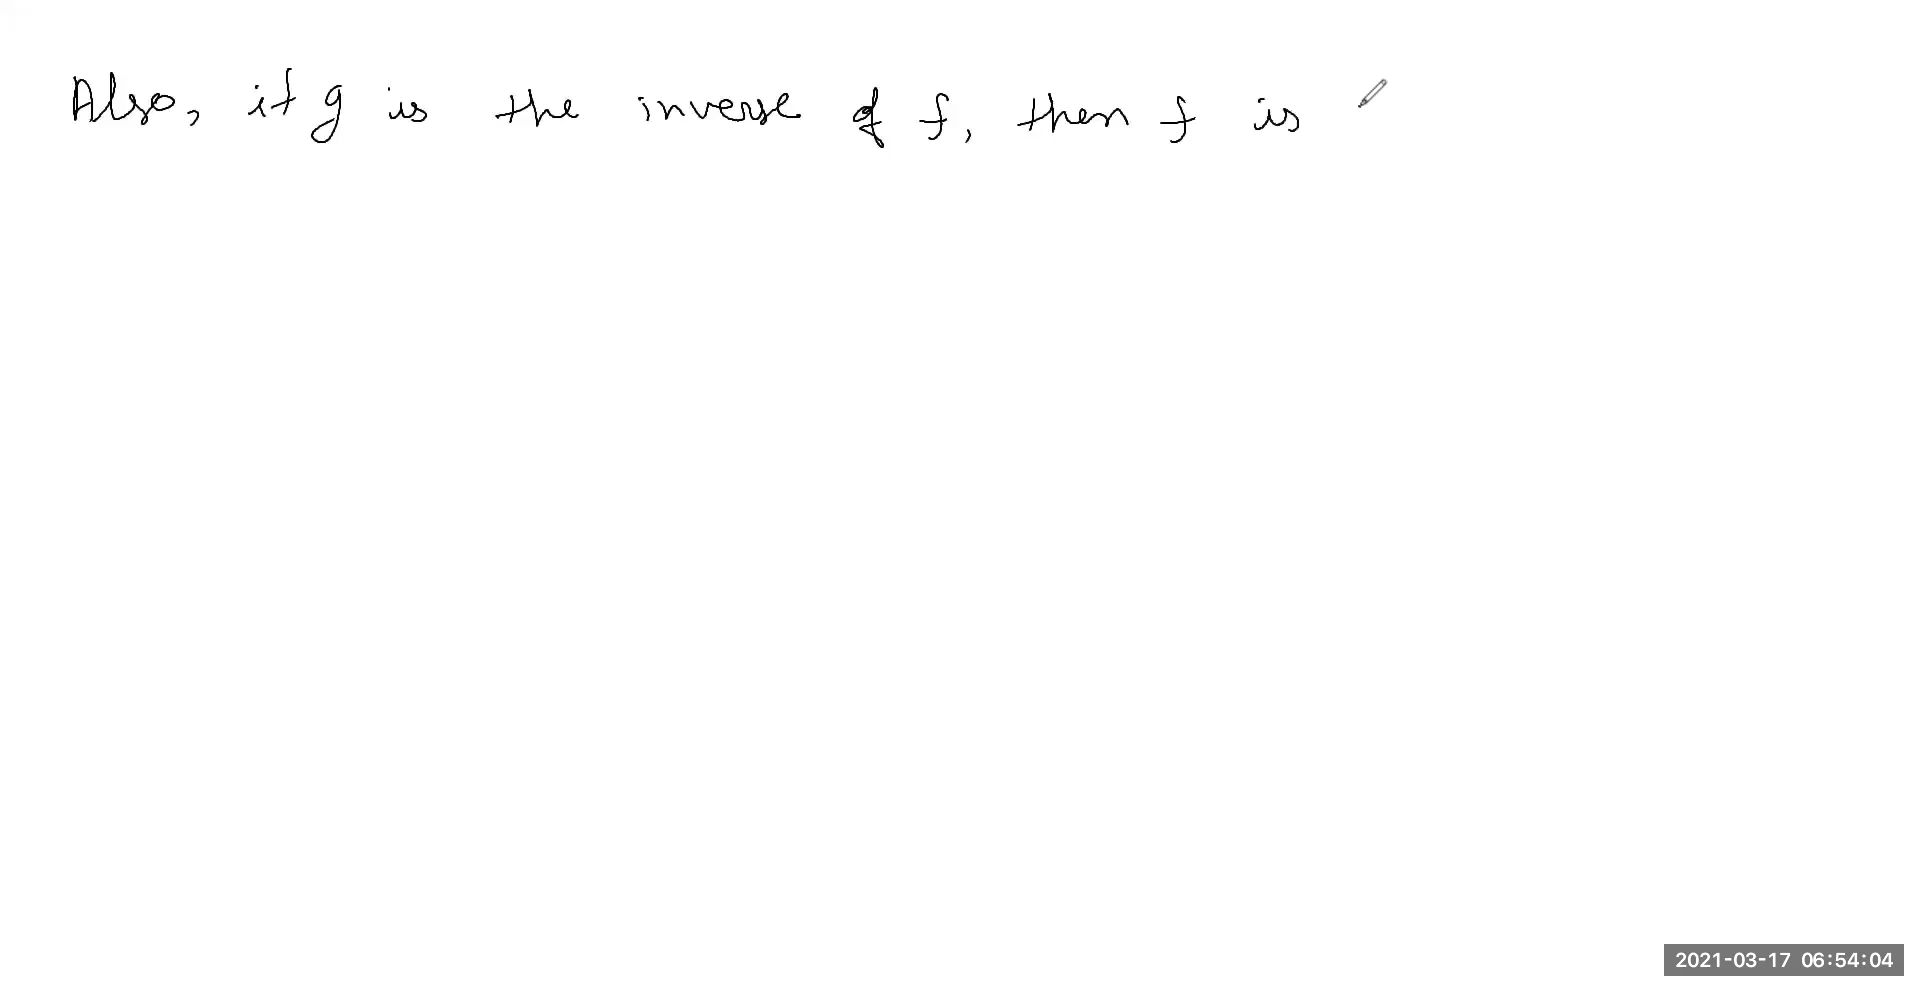 Also, if g is the inverse of f, then f is
2021-03-17 06:54:04